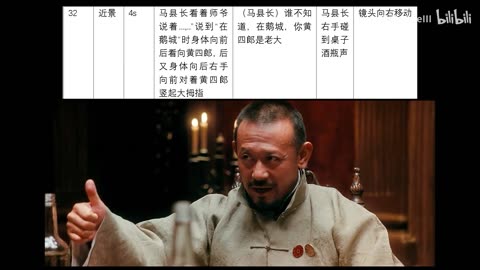 32
近景
4s
马县长看着师爷
说着……”说到“在
鹅城”时身体向前
后看向黄四郎，后
又身体向后右手
向前对着黄四郎
竖起大拇指
（马县长）谁不知
道，在鹅城，你黄
四郎是老大
马县长
右手碰
到桌子
酒瓶声
镜头向右移动
bilibili